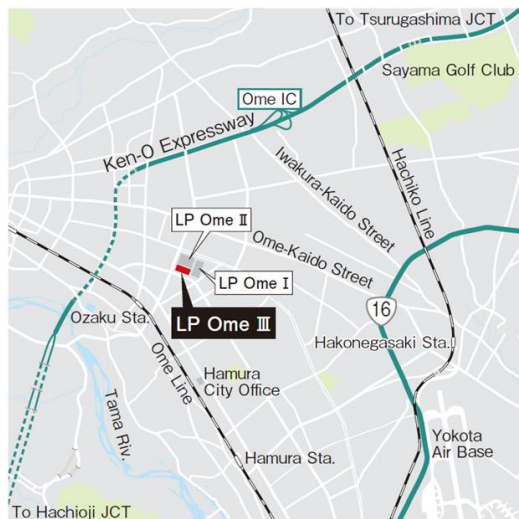 To Tsurugashima JCT
Sayama Golf Club
Ome IC
Ken-O Expressway
Iwakura-Kaido Street
Hachiko Line
LP Ome Ⅱ
Ome-Kaido Street
LP Ome Ⅰ
16
Ozaku Sta.
LP Ome Ⅲ
Hakonegasaki Sta.
Ome Line
Hamura
City Office
Tama Riv.
Yokota
Air Base
Hamura Sta.
To Hachioji JCT